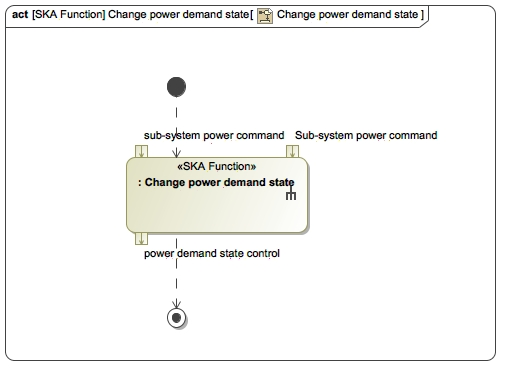 act [SKA Function] Change power demand state[ Change power demand state ]
sub-system power command Sub-system power command
«SKA Function»
: Change power demand state
power demand state control